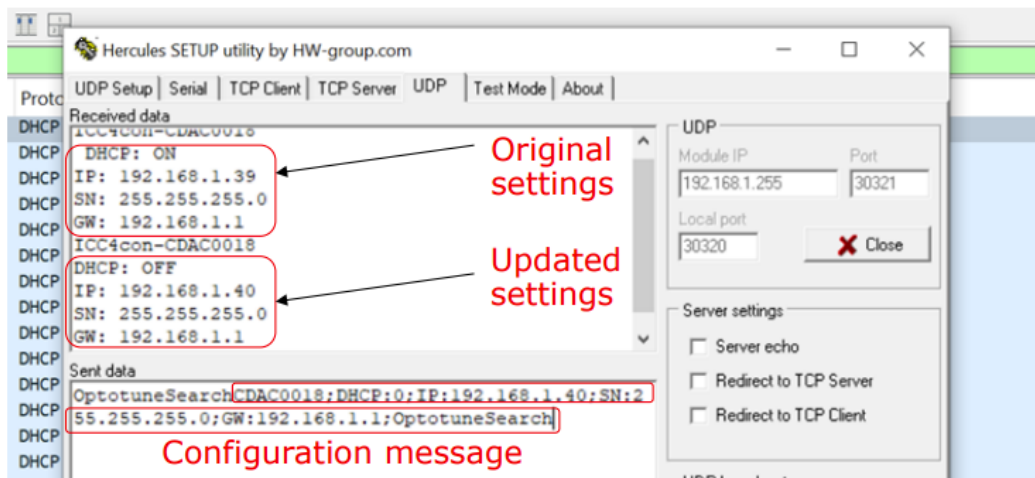 Hercules SETUP utility by HW-group.com
UDP Setup Serial TCP Client TCP Server UDP Test Mode About
Proto
Received data
ICC4con-CDAC0018
DHCP: ON
IP: 192.168.1.39
SN: 255.255.255.0
GW: 192.168.1.1
ICC4con-CDAC0018
DHCP: OFF
IP: 192.168.1.40
SN: 255.255.255.0
GW: 192.168.1.1
Original
settings
Updated
settings
Sent data
OptotuneSearchCDAC0018;DHCP:0;IP:192.168.1.40;SN:2
55.255.255.0;GW:192.168.1.1;OptotuneSearch
Configuration message
UDP
Module IP Port
192.168.1.255 30321
Local port
30320 Close
Server settings
Server echo
Redirect to TCP Server
Redirect to TCP Client
DHCP
DHCP
DHCP
DHCP
DHCP
DHCP
DHCP
DHCP
DHCP
DHCP
DHCP
DHCP
DHCP
DHCP